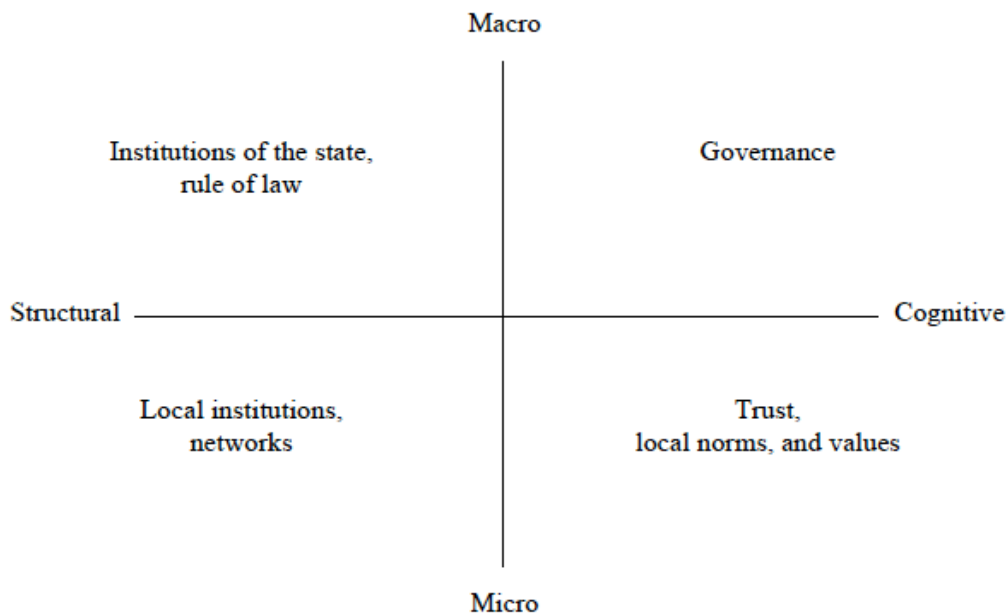 Macro
Institutions of the state,
rule of law
Governance
Structural
Cognitive
Local institutions,
networks
Trust,
local norms, and values
Micro